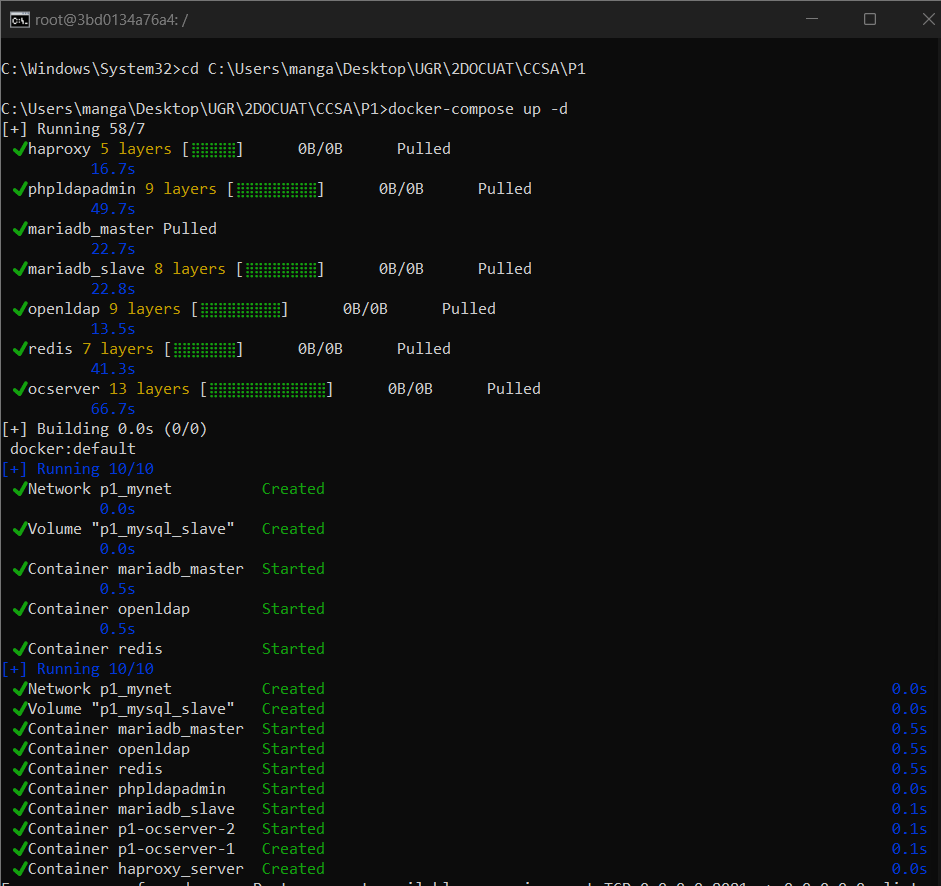 root@3bd0134a76a4: /
C:\Windows\System32>cd C:\Users\manga\Desktop\UGR\2DOCUAT\CCSA\P1
C:\Users\manga\Desktop\UGR\2DOCUAT\CCSA\P1>docker-compose up -d
[+] Running 58/7
✔haproxy 5 layers [⣿⣿⣿⣿⣿] 0B/0B Pulled
16.7s
✔phpldapadmin 9 layers [⣿⣿⣿⣿⣿⣿⣿⣿⣿] 0B/0B Pulled
49.7s
✔mariadb_master Pulled
22.7s
✔mariadb_slave 8 layers [⣿⣿⣿⣿⣿⣿⣿⣿] 0B/0B Pulled
22.8s
✔openldap 9 layers [⣿⣿⣿⣿⣿⣿⣿⣿⣿] 0B/0B Pulled
13.5s
✔redis 7 layers [⣿⣿⣿⣿⣿⣿⣿] 0B/0B Pulled
41.3s
✔ocserver 13 layers [⣿⣿⣿⣿⣿⣿⣿⣿⣿⣿⣿⣿⣿] 0B/0B Pulled
66.7s
[+] Building 0.0s (0/0)
docker:default
[+] Running 10/10
✔Network p1_mynet Created
0.0s
✔Volume "p1_mysql_slave" Created
0.0s
✔Container mariadb_master Started
0.5s
✔Container openldap Started
0.5s
✔Container redis Started
[+] Running 10/10
✔Network p1_mynet Created 0.0s
✔Volume "p1_mysql_slave" Created 0.0s
✔Container mariadb_master Started 0.5s
✔Container openldap Started 0.5s
✔Container redis Started 0.5s
✔Container phpldapadmin Started 0.0s
✔Container mariadb_slave Started 0.1s
✔Container p1-ocserver-2 Started 0.1s
✔Container p1-ocserver-1 Created 0.1s
✔Container haproxy_server Created 0.0s